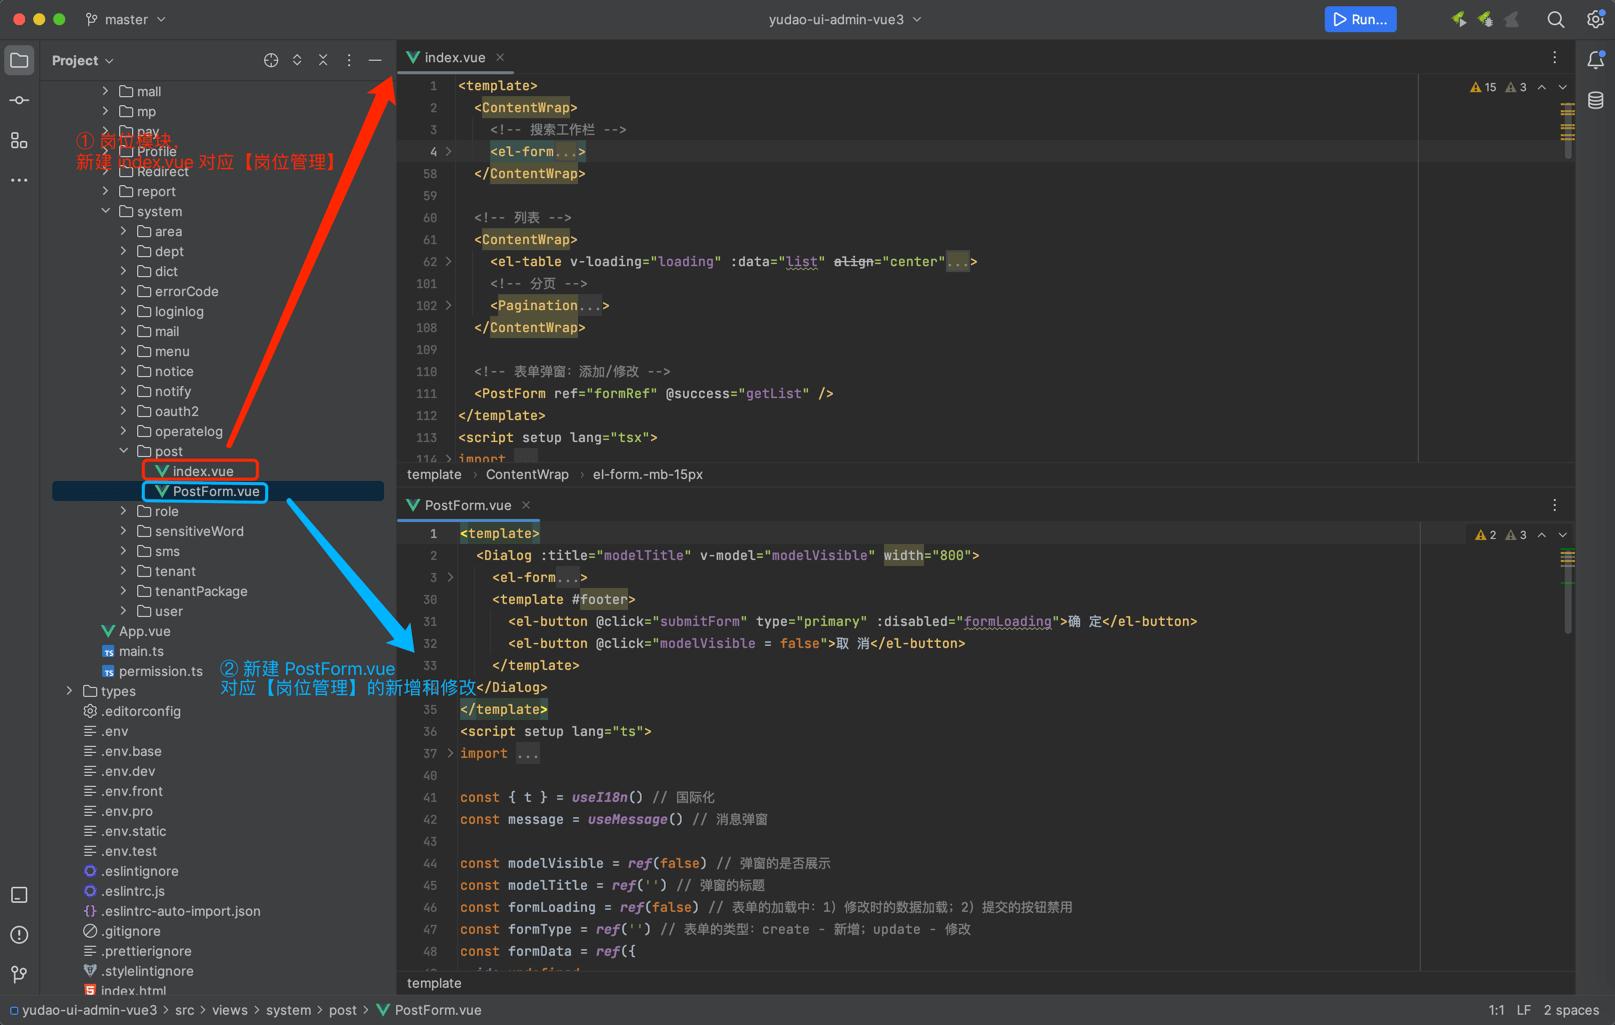 master
yudao-ui-admin-vue3
Run...
Project
mall
mp
pay
Profile
Redirect
report
system
area
dept
dict
errorCode
loginlog
mail
menu
notice
notify
oauth2
operatelog
post
index.vue
PostForm.vue
role
sensitiveWord
sms
tenant
tenantPackage
user
App.vue
main.ts
permission.ts
types
.editorconfig
.env
.env.base
.env.dev
.env.front
.env.pro
.env.static
.env.test
.eslintignore
.eslintrc.js
.eslintrc-auto-import.json
.gitignore
.prettierignore
.stylelintignore
index.html
① 岗位模块,
新建 index.vue 对应【岗位管理】
② 新建 PostForm.vue
对应【岗位管理】的新增和修改
index.vue
15 3
1 <template>
2 <ContentWrap>
3 <!-- 搜索工作栏 -->
4 <el-form...>
58 </ContentWrap>
59
60 <!-- 列表 -->
61 <ContentWrap>
62 <el-table v-loading="loading" :data="list" align="center"...>
101 <!-- 分页 -->
102 <Pagination...>
108 </ContentWrap>
109
110 <!-- 表单弹窗：添加/修改 -->
111 <PostForm ref="formRef" @success="getList" />
112 </template>
113 <script setup lang="tsx">
114 import ...
template › ContentWrap › el-form.-mb-15px
PostForm.vue
2 3
1 <template>
2 <Dialog :title="modelTitle" v-model="modelVisible" width="800">
3 <el-form...>
30 <template #footer>
31 <el-button @click="submitForm" type="primary" :disabled="formLoading">确 定</el-button>
32 <el-button @click="modelVisible = false">取 消</el-button>
33 </template>
</Dialog>
35 </template>
36 <script setup lang="ts">
37 import ...
40
41 const { t } = useI18n() // 国际化
42 const message = useMessage() // 消息弹窗
43
44 const modelVisible = ref(false) // 弹窗的是否展示
45 const modelTitle = ref('') // 弹窗的标题
46 const formLoading = ref(false) // 表单的加载中：1）修改时的数据加载；2）提交的按钮禁用
47 const formType = ref('') // 表单的类型：create - 新增；update - 修改
48 const formData = ref({
template
yudao-ui-admin-vue3 › src › views › system › post › PostForm.vue
1:1 LF 2 spaces